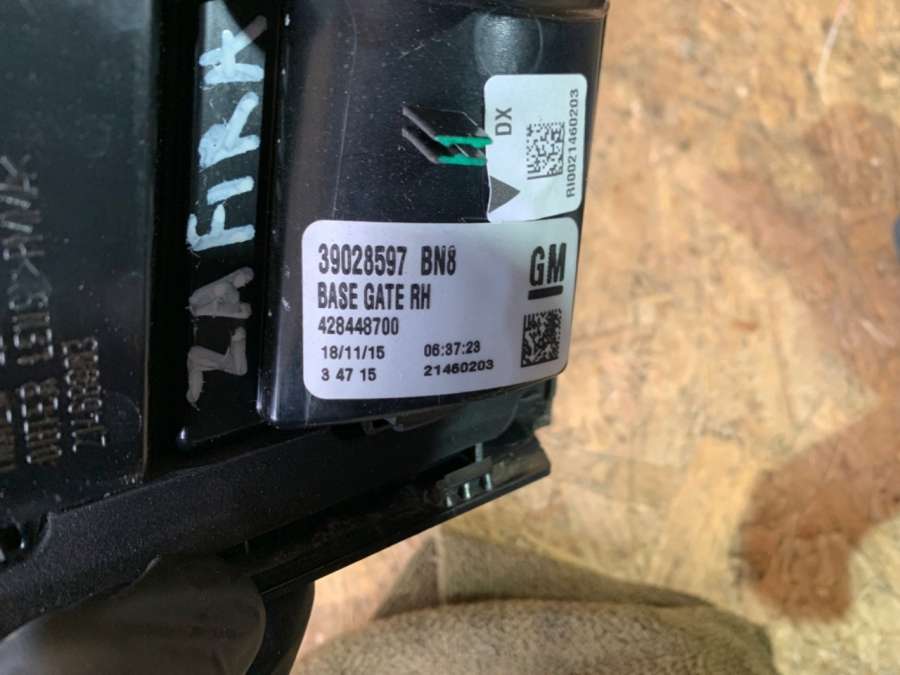 ZAFIRA
DX
RI0021460203
39028597 BN8
GM
BASE GATE RH
428448700
18/11/15 06:37:23
3 47 15 21460203